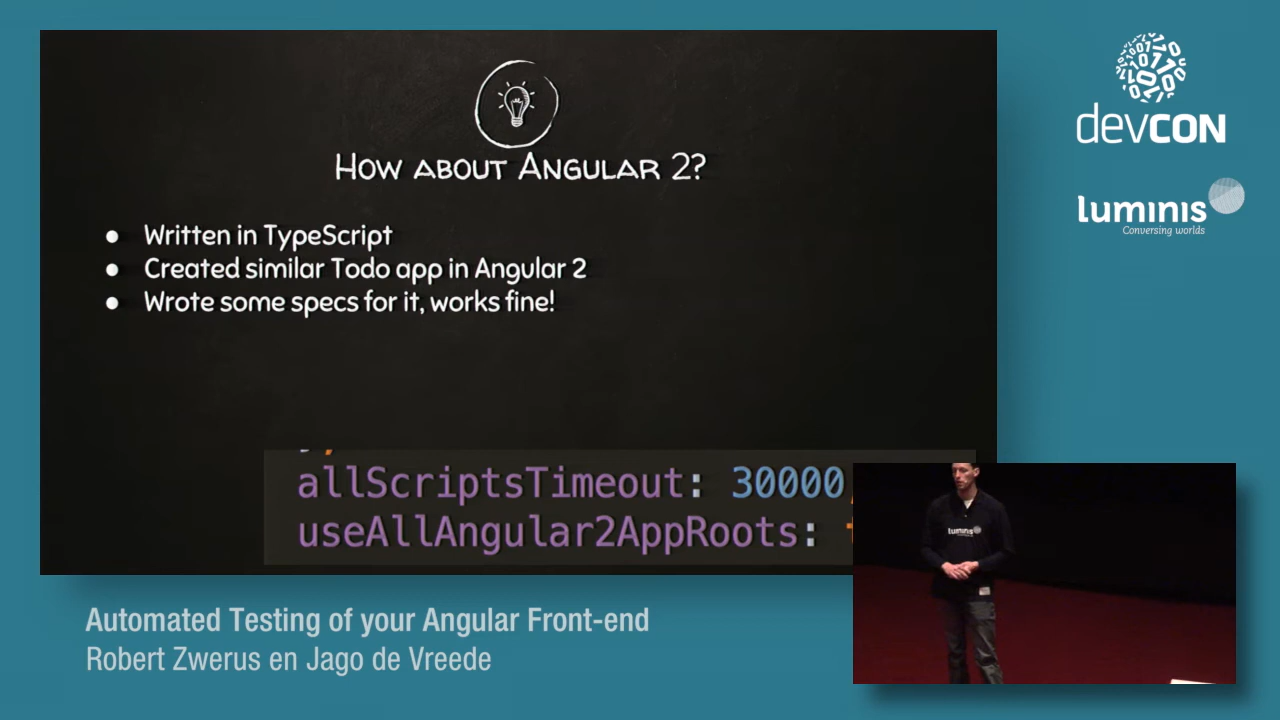 How about Angular 2?
● Written in TypeScript
● Created similar Todo app in Angular 2
● Wrote some specs for it, works fine!
allScriptsTimeout: 30000
useAllAngular2AppRoots:
devCON
luminis
Conversing worlds
luminis
Automated Testing of your Angular Front-end
Robert Zwerus en Jago de Vreede